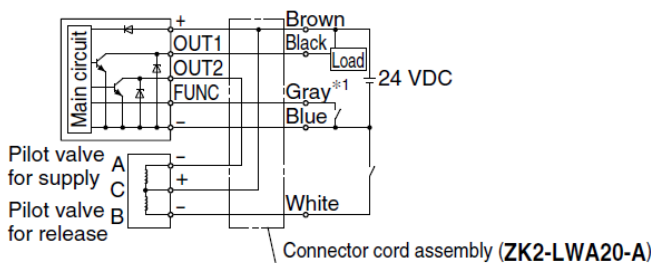 + Brown
Main circuit
OUT1 Black
Load
OUT2
24 VDC
FUNC Gray*1
− Blue
Pilot valve for supply
A −
C +
Pilot valve for release
B − White
Connector cord assembly (ZK2-LWA20-A)